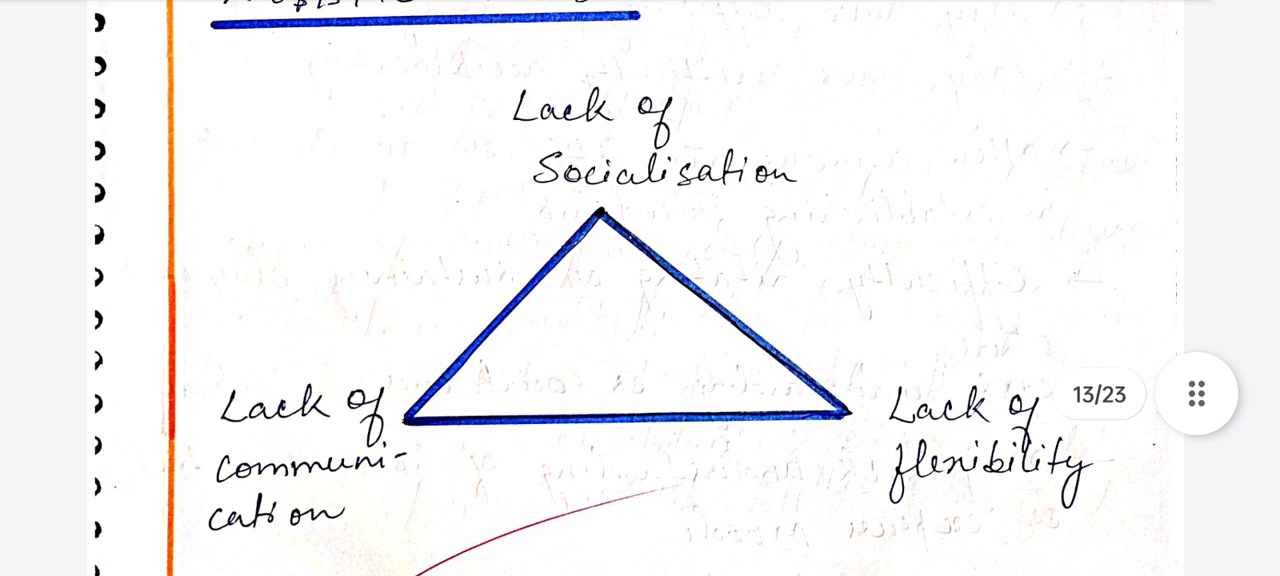 Lack of
Socialisation
Lack of
communi-
cation
Lack of
flexibility
13/23